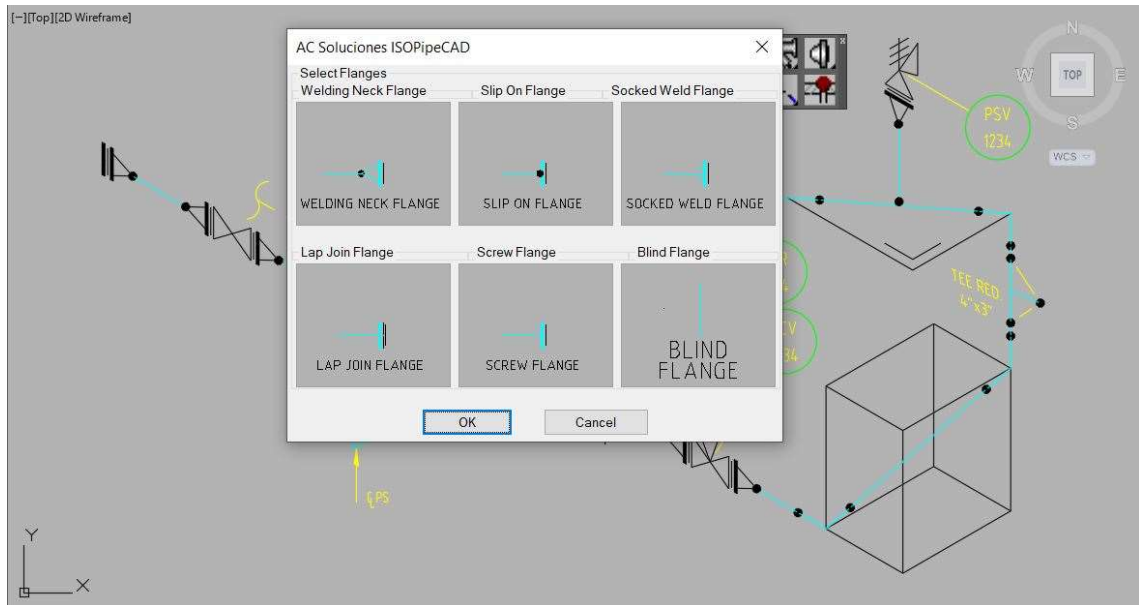 [−][Top][2D Wireframe]
AC Soluciones ISOPipeCAD
Select Flanges
Welding Neck Flange
Slip On Flange
Socked Weld Flange
WELDING NECK FLANGE
SLIP ON FLANGE
SOCKED WELD FLANGE
Lap Join Flange
Screw Flange
Blind Flange
LAP JOIN FLANGE
SCREW FLANGE
BLIND
FLANGE
OK
Cancel
N
W
TOP
E
S
WCS
PSV
1234
TEE RED.
4"x3"
℄ PS
Y
X